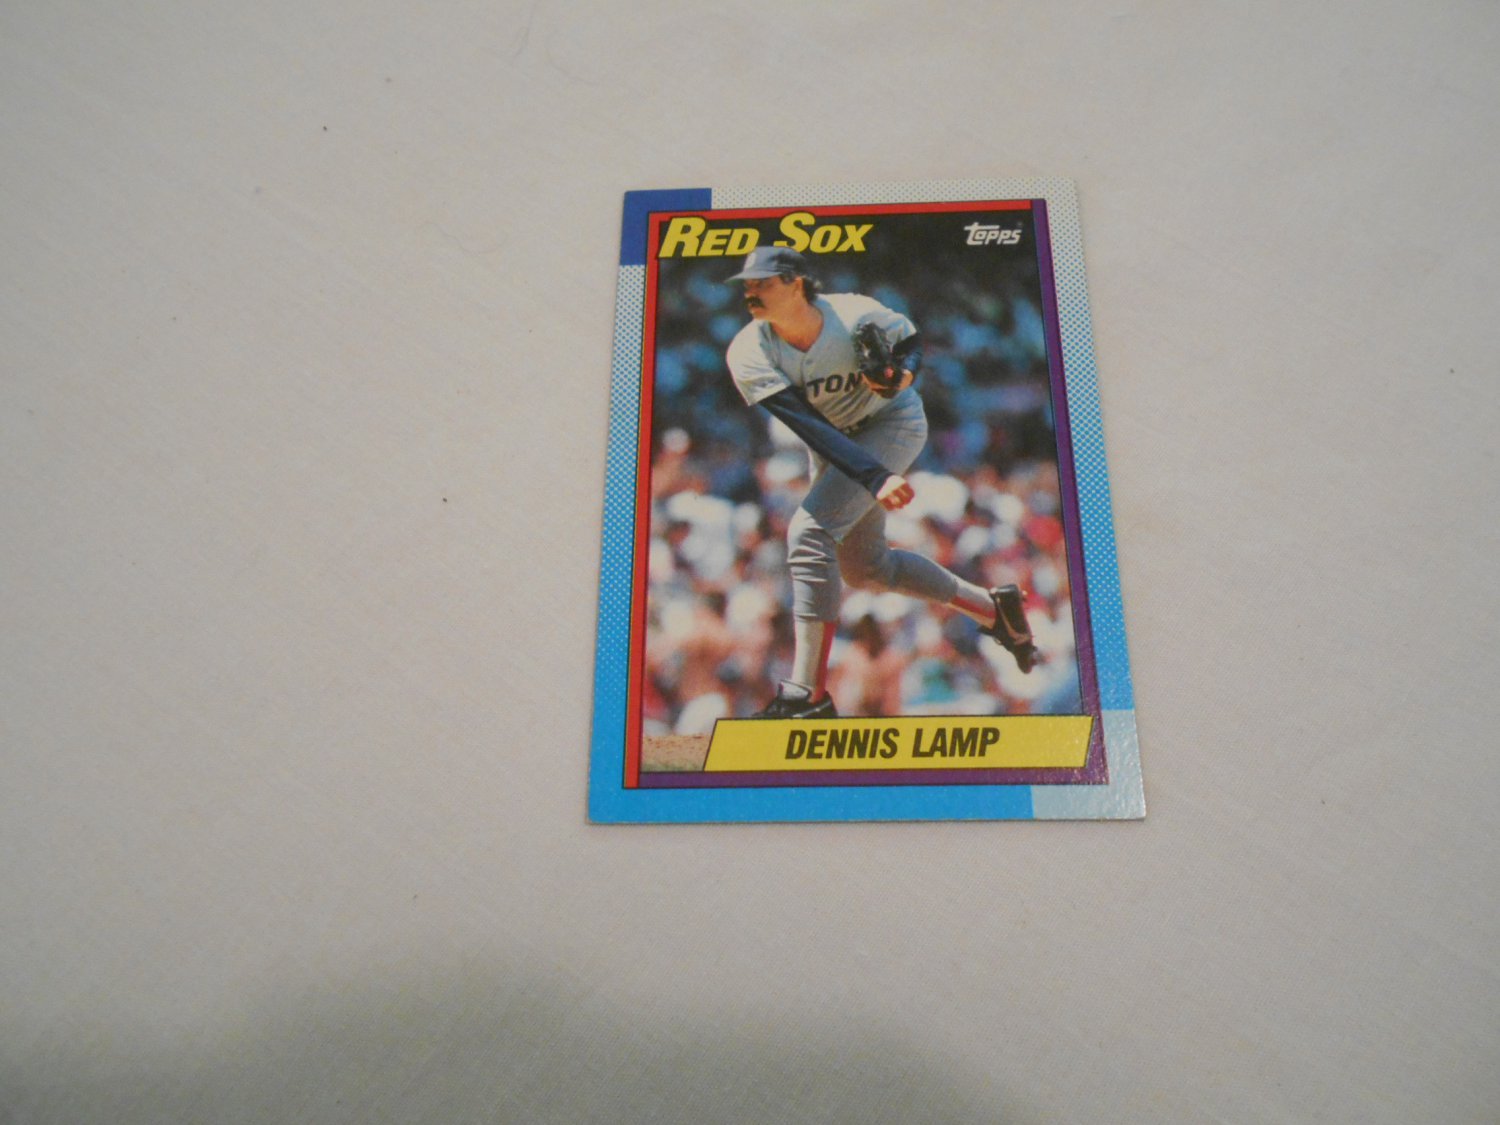 RED SOX
topps
TON
DENNIS LAMP